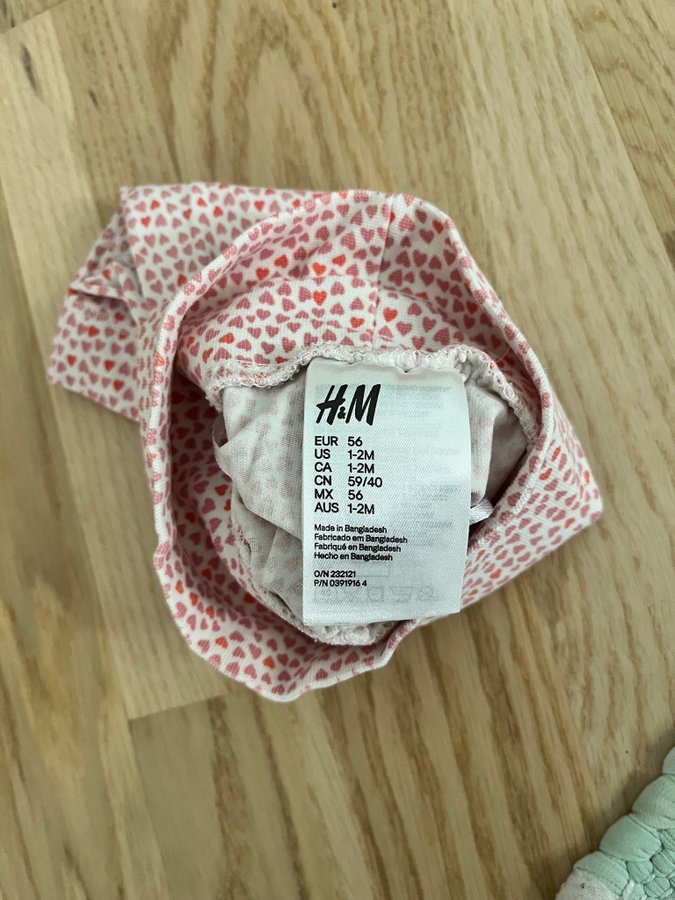 H&M
EUR 56
US 1-2M
CA 1-2M
CN 59/40
MX 56
AUS 1-2M
Made in Bangladesh
Fabricado em Bangladesh
Fabriqué en Bangladesh
Hecho en Bangladesh
O/N 232121
P/N 0391916 4